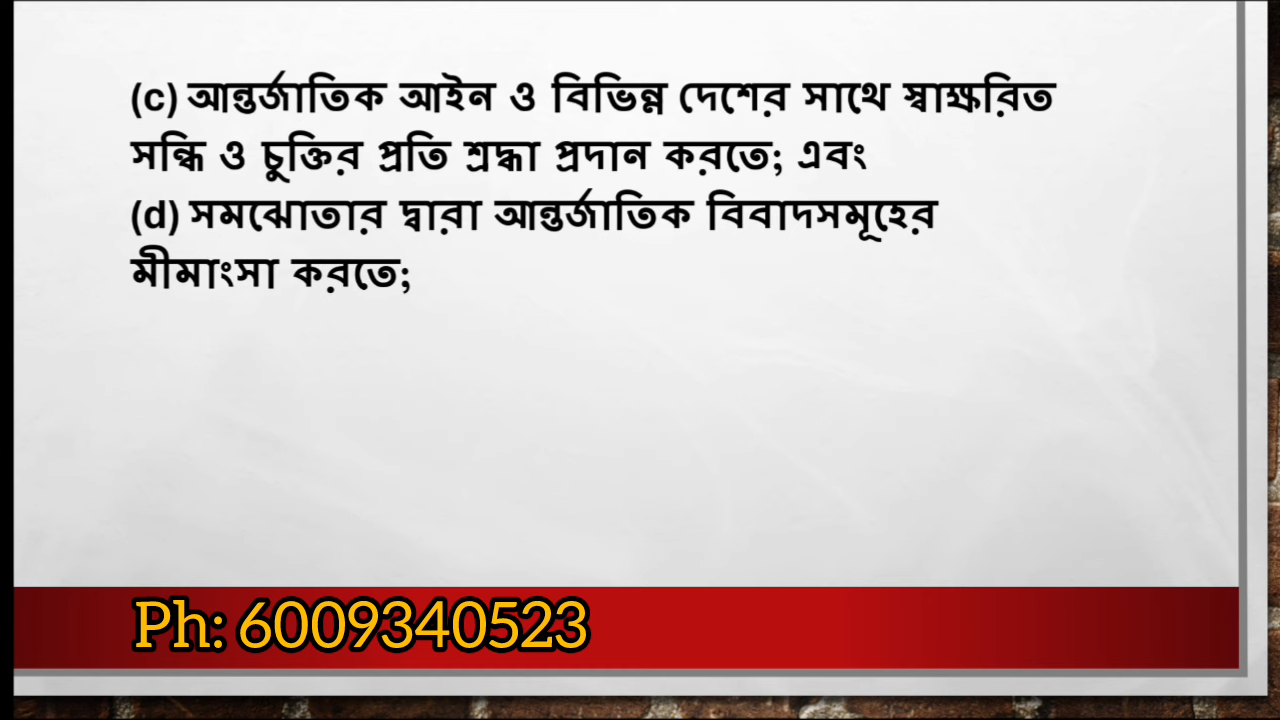 (c) আন্তর্জাতিক আইন ও বিভিন্ন দেশের সাথে স্বাক্ষরিত
সন্ধি ও চুক্তির প্রতি শ্রদ্ধা প্রদান করতে; এবং
(d) সমঝোতার দ্বারা আন্তর্জাতিক বিবাদসমূহের
মীমাংসা করতে;
Ph: 6009340523